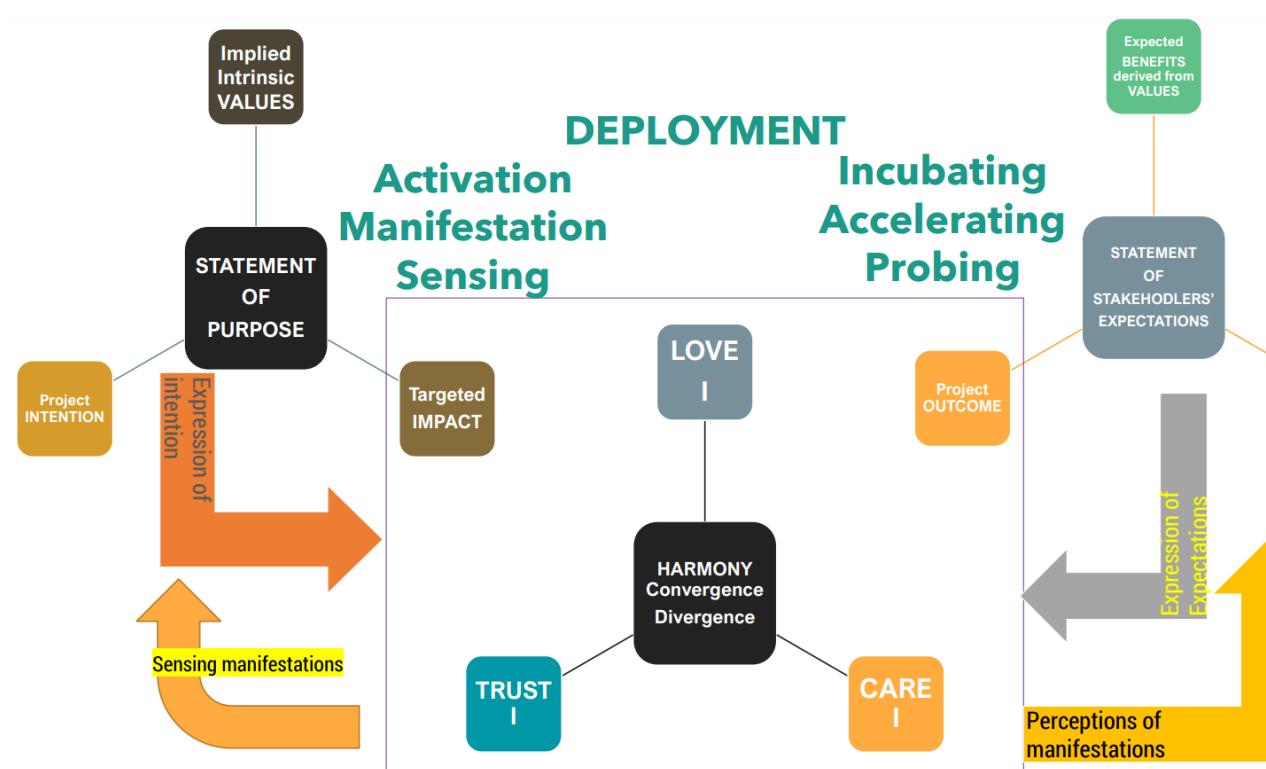 Implied
Intrinsic
VALUES
Expected
BENEFITS
derived from
VALUES
DEPLOYMENT
Activation
Manifestation
Sensing
Incubating
Accelerating
Probing
STATEMENT
OF
PURPOSE
STATEMENT
OF
STAKEHODLERS'
EXPECTATIONS
Project
INTENTION
Targeted
IMPACT
Project
OUTCOME
Expression of
intention
LOVE
I
HARMONY
Convergence
Divergence
TRUST
I
CARE
I
Sensing manifestations
Expression of
Expectations
Perceptions of
manifestations